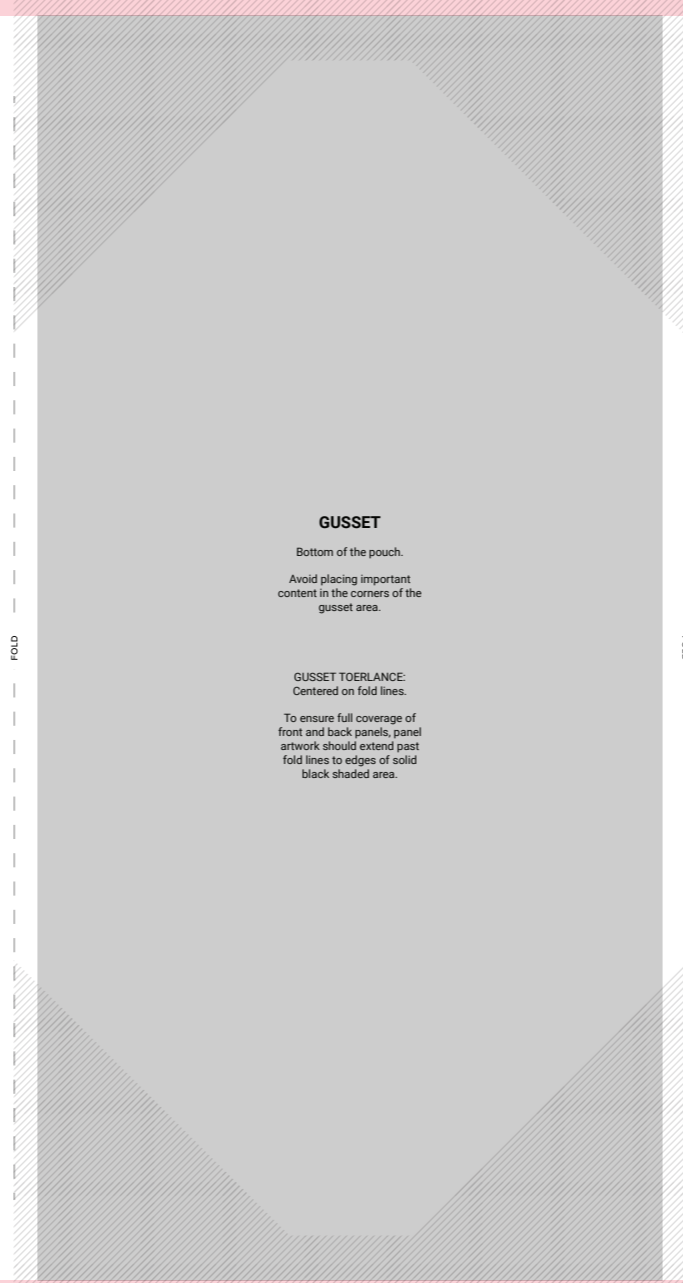 GUSSET
Bottom of the pouch.
Avoid placing important
content in the corners of the
gusset area.
FOLD
GUSSET TOERLANCE:
Centered on fold lines.
To ensure full coverage of
front and back panels, panel
artwork should extend past
fold lines to edges of solid
black shaded area.